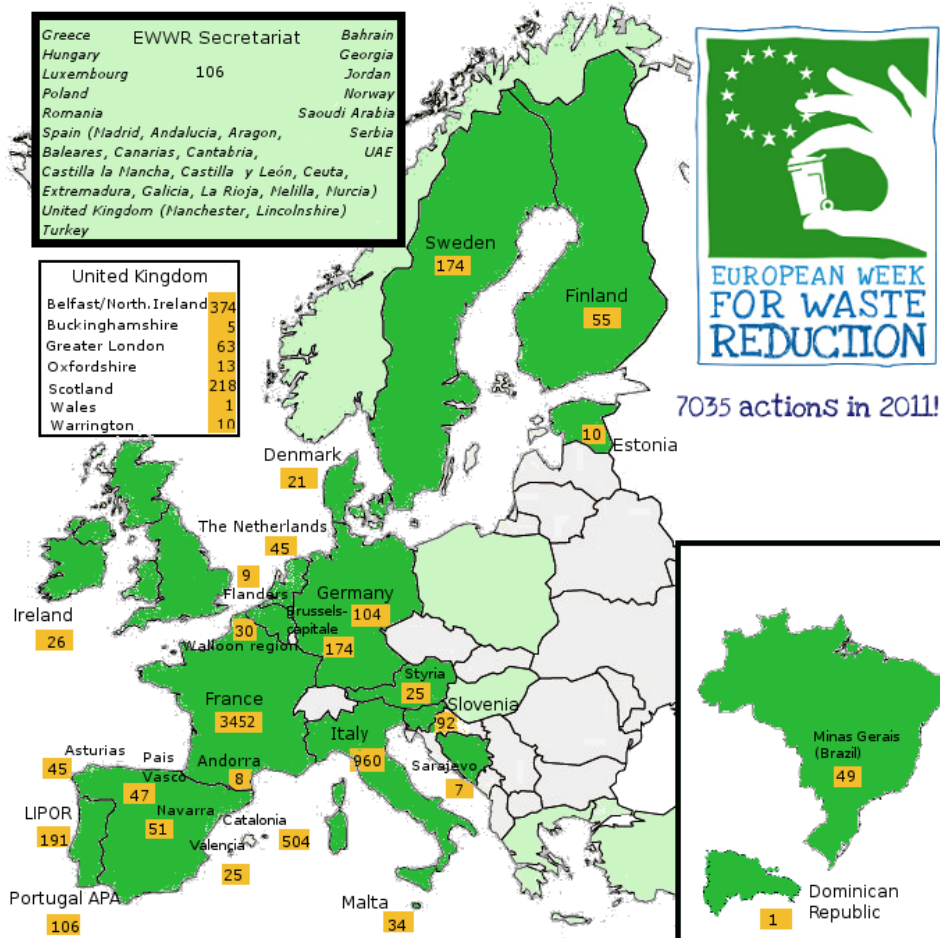 Greece EWWR Secretariat Bahrain
Hungary Georgia
Luxembourg 106 Jordan
Poland Norway
Romania Saudi Arabia
Spain (Madrid, Andalucia, Aragon, Serbia
Baleares, Canarias, Cantabria, UAE
Castilla la Mancha, Castilla y León, Ceuta,
Extremadura, Galicia, La Rioja, Melilla, Murcia)
United Kingdom (Manchester, Lincolnshire)
Turkey
EUROPEAN WEEK
FOR WASTE
REDUCTION
7035 actions in 2011!
United Kingdom
Belfast/North.Ireland 374
Buckinghamshire 5
Greater London 63
Oxfordshire 13
Scotland 218
Wales 1
Warrington 10
Sweden
174
Finland
55
10
Estonia
Denmark
21
The Netherlands
45
9
Flanders
Germany
104
Brussels-
capitale
174
30
Walloon region
Ireland
26
Styria
25
Slovenia
92
France
3452
Italy
960
Sarajevo
7
Andorra
8
Asturias
45
Pais
Vasco
47
Navarra
51
LIPOR
191
Catalonia
504
Valencia
25
Portugal APA
106
Malta
34
Minas Gerais
(Brazil)
49
Dominican
Republic
1